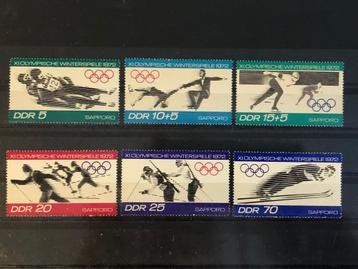 XI.OLYMPISCHE WINTERSPIELE 1972
DDR 5 SAPPORO
XI.OLYMPISCHE WINTERSPIELE 1972
DDR 10+5 SAPPORO
XI.OLYMPISCHE WINTERSPIELE 1972
DDR 15+5 SAPPORO
XI.OLYMPISCHE WINTERSPIELE 1972
DDR 20 SAPPORO
XI.OLYMPISCHE WINTERSPIELE 1972
DDR 25 SAPPORO
XI.OLYMPISCHE WINTERSPIELE 1972
DDR 70 SAPPORO